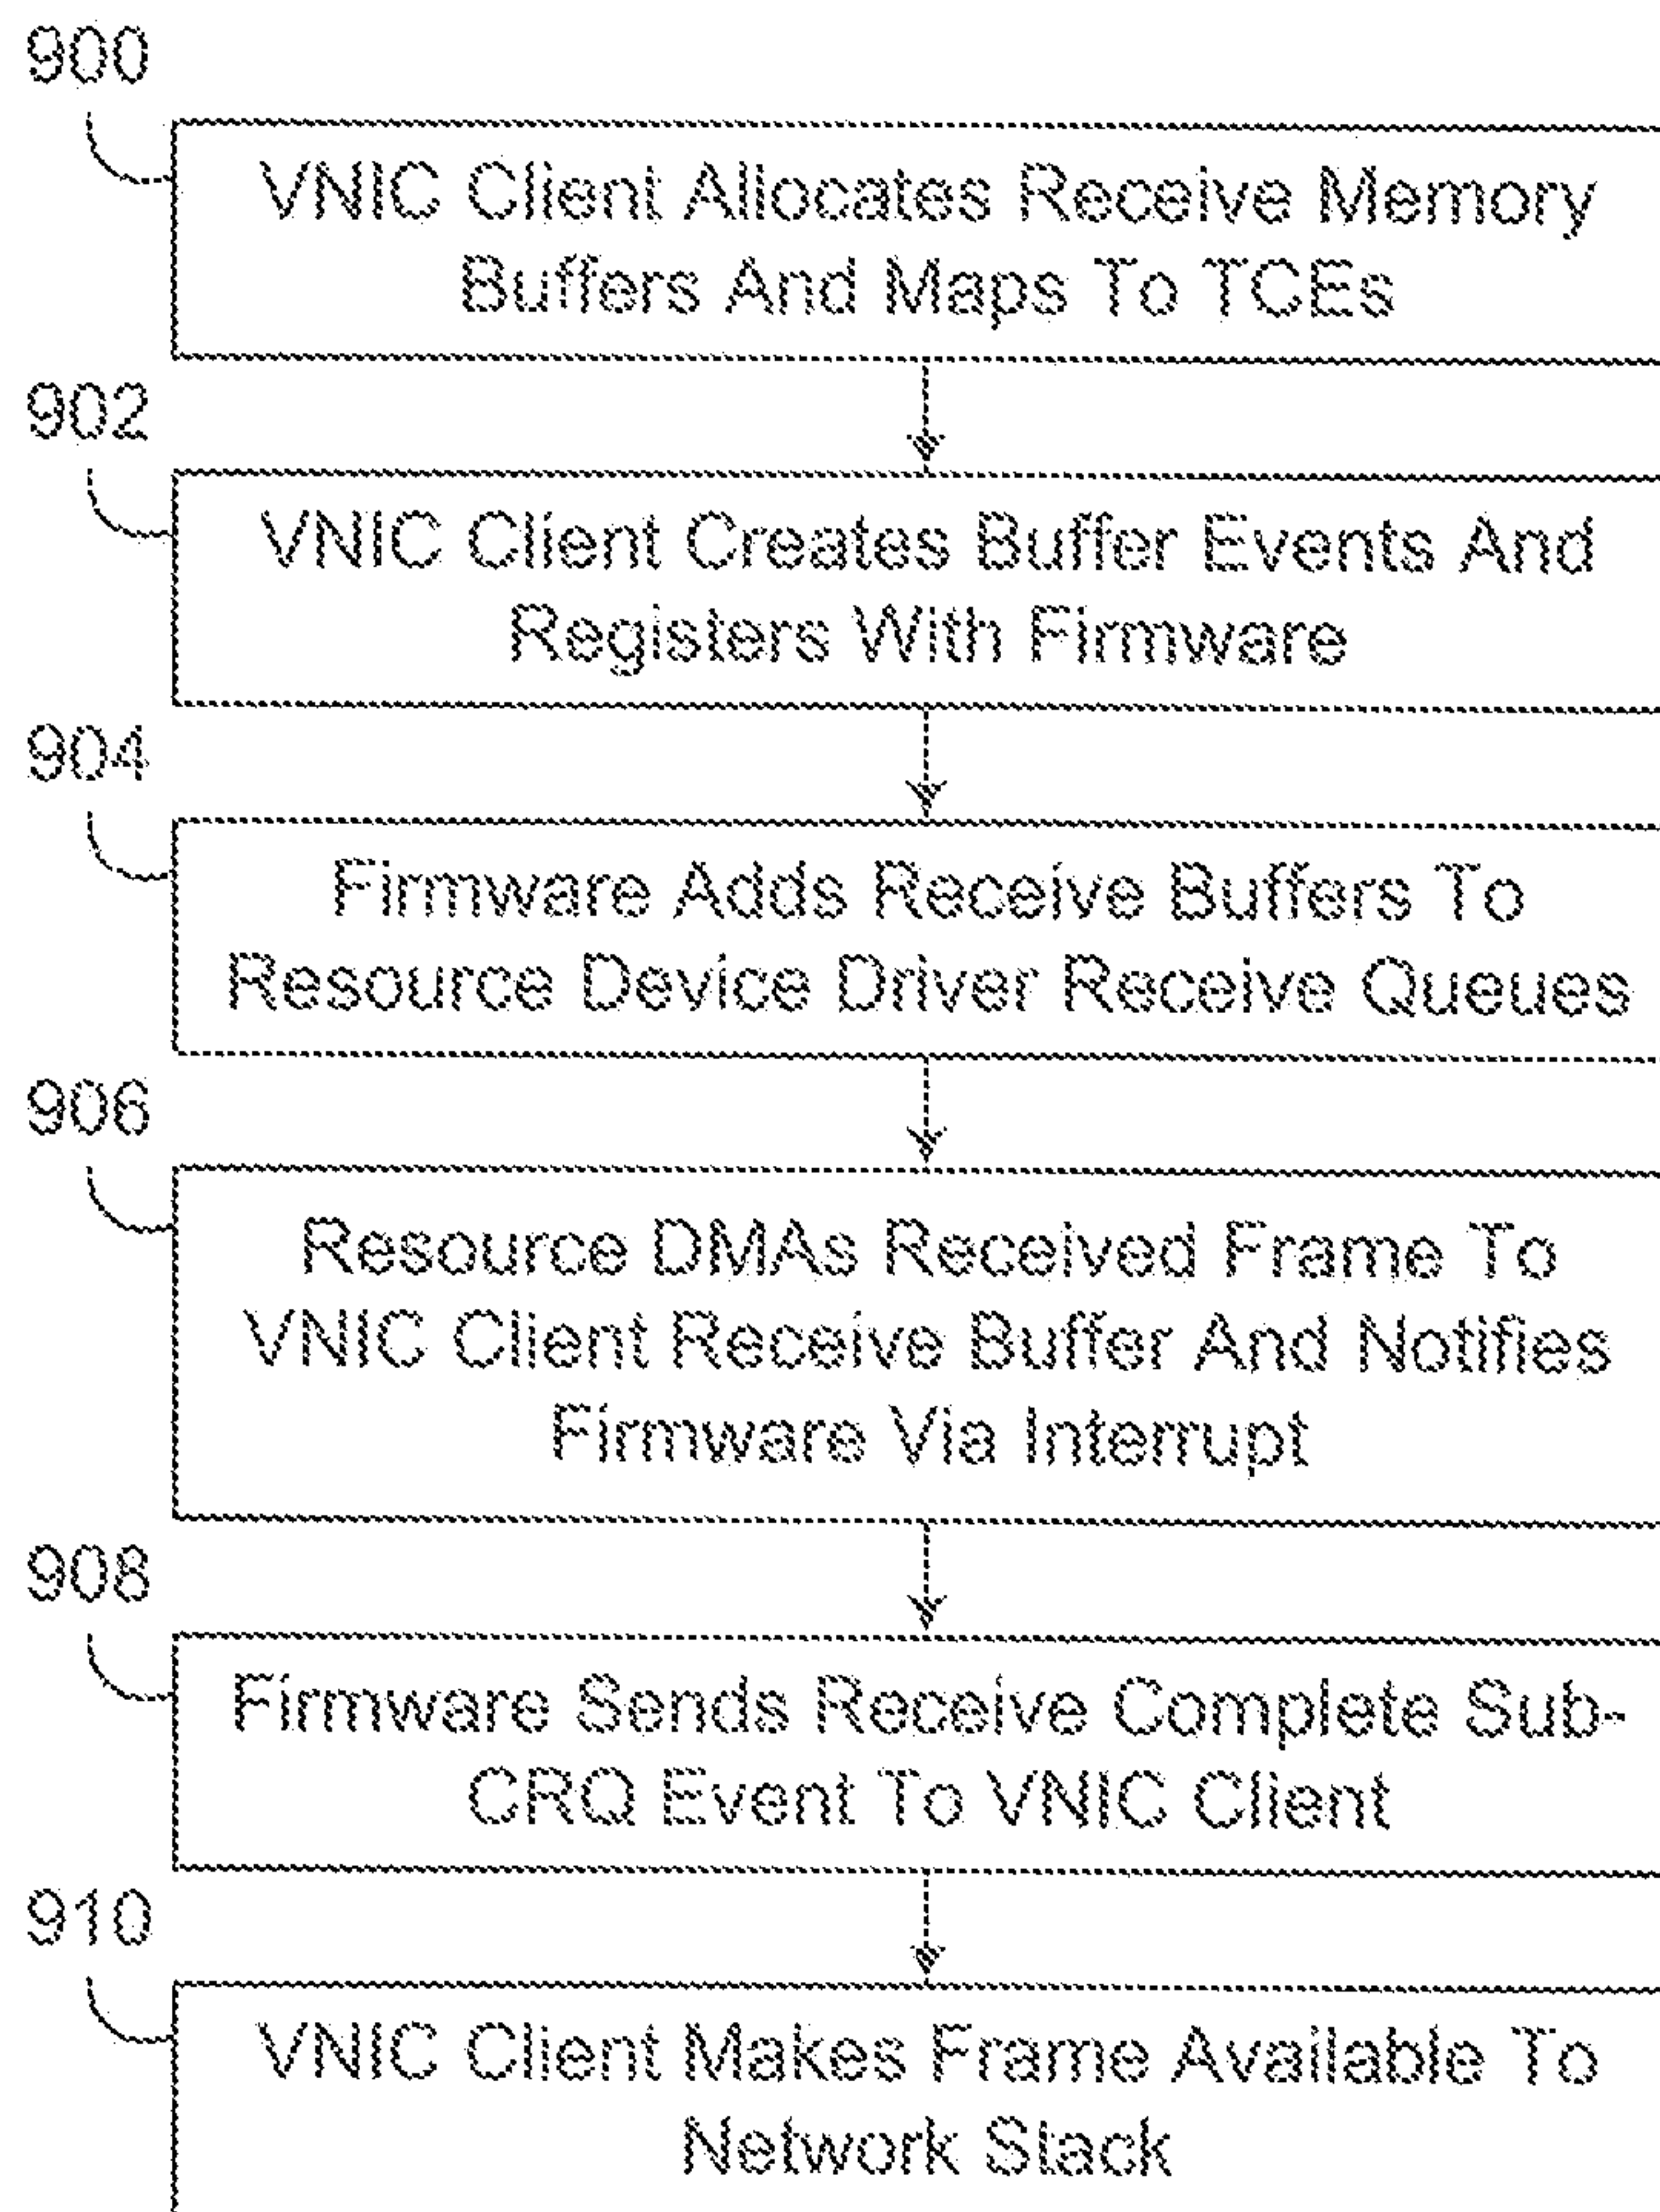 900
VNIC Client Allocates Receive Memory
Buffers And Maps To TCEs
902
VNIC Client Creates Buffer Events And
Registers With Firmware
904
Firmware Adds Receive Buffers To
Resource Device Driver Receive Queues
906
Resource DMAs Received Frame To
VNIC Client Receive Buffer And Notifies
Firmware Via Interrupt
908
Firmware Sends Receive Complete Sub-
CRQ Event To VNIC Client
910
VNIC Client Makes Frame Available To
Network Stack